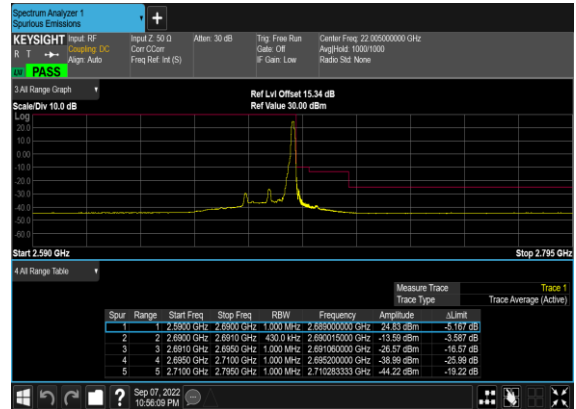 Spectrum Analyzer 1
Spurious Emissions
KEYSIGHT Input: RF Input Z: 50 Ω Atten: 30 dB Trig: Free Run Center Freq: 22.005000000 GHz
R T Coupling: DC Corr CCorr Gate: Off Avg|Hold: 1000/1000
Align: Auto Freq Ref: Int (S) IF Gain: Low Radio Std: None
PASS
3 All Range Graph
Ref Lvl Offset 15.34 dB
Scale/Div 10.0 dB Ref Value 30.00 dBm
Log
20.0
10.0
0.00
-10.0
-20.0
-30.0
-40.0
-50.0
-60.0
Start 2.590 GHz Stop 2.795 GHz
4 All Range Table
Measure Trace Trace 1
Trace Type Trace Average (Active)
Spur Range Start Freq Stop Freq RBW Frequency Amplitude ΔLimit
1 1 2.5900 GHz 2.6900 GHz 1.000 MHz 2.689000000 GHz 24.83 dBm -5.167 dB
2 2 2.6900 GHz 2.6910 GHz 430.0 kHz 2.690015000 GHz -13.59 dBm -3.587 dB
3 3 2.6910 GHz 2.6950 GHz 1.000 MHz 2.691060000 GHz -26.57 dBm -16.57 dB
4 4 2.6950 GHz 2.7100 GHz 1.000 MHz 2.695200000 GHz -38.99 dBm -25.99 dB
5 5 2.7100 GHz 2.7950 GHz 1.000 MHz 2.710283333 GHz -44.22 dBm -19.22 dB
Sep 07, 2022
10:56:09 PM